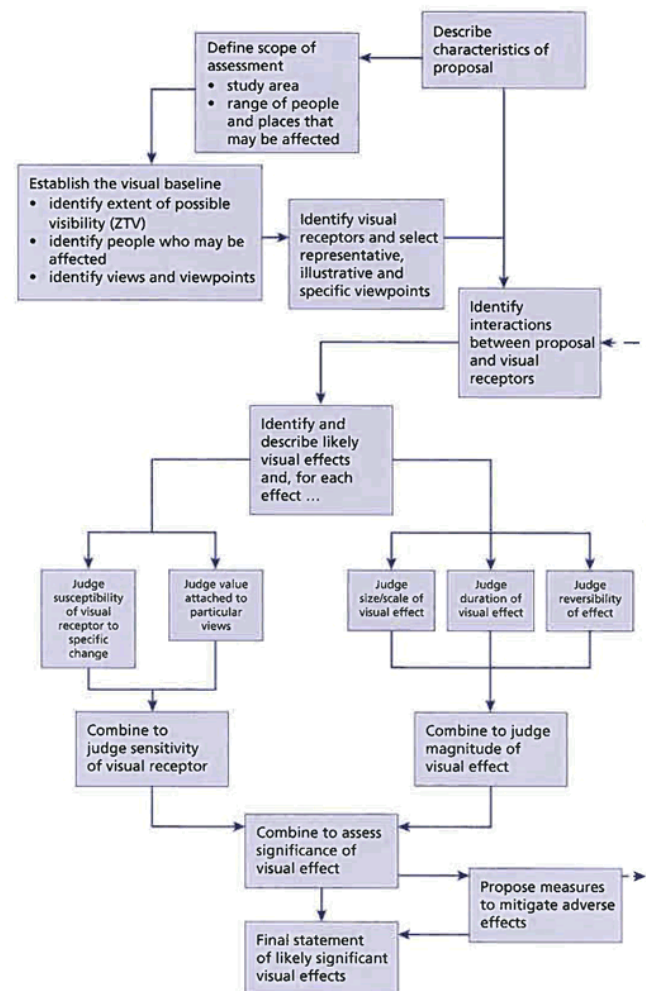 Describe
characteristics of
proposal
Define scope of
assessment
• study area
• range of people
and places that
may be affected
Establish the visual baseline
• identify extent of possible
visibility (ZTV)
• identify people who may be
affected
• identify views and viewpoints
Identify visual
receptors and select
representative,
illustrative and
specific viewpoints
Identify
interactions
between proposal
and visual
receptors
Identify and
describe likely
visual effects
and, for each
effect ...
Judge
susceptibility
of visual
receptor to
specific
change
Judge value
attached to
particular
views
Judge
size/scale of
visual effect
Judge
duration of
visual effect
Judge
reversibility
of effect
Combine to
judge sensitivity
of visual receptor
Combine to judge
magnitude of
visual effect
Combine to assess
significance of
visual effect
Propose measures
to mitigate adverse
effects
Final statement
of likely significant
visual effects